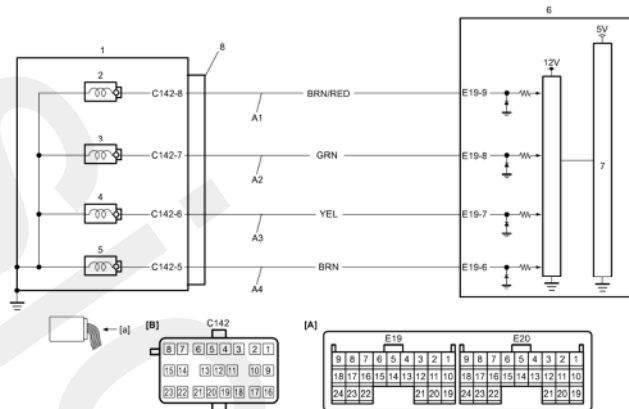 1
8
6
5V
2
C142-8
BRN/RED
E19-9
12V
A1
3
C142-7
GRN
E19-8
A2
7
4
C142-6
YEL
E19-7
A3
5
C142-5
BRN
E19-6
A4
[a]
[B]
C142
8 7 6 5 4 3 2 1
15 14 13 12 11 10 9
23 22 21 20 19 18 17 16
[A]
E19
E20
9 8 7 6 5 4 3 2 1 9 8 7 6 5 4 3 2 1
18 17 16 15 14 13 12 11 10 18 17 16 15 14 13 12 11 10
24 23 22 21 20 19 24 23 22 21 20 19